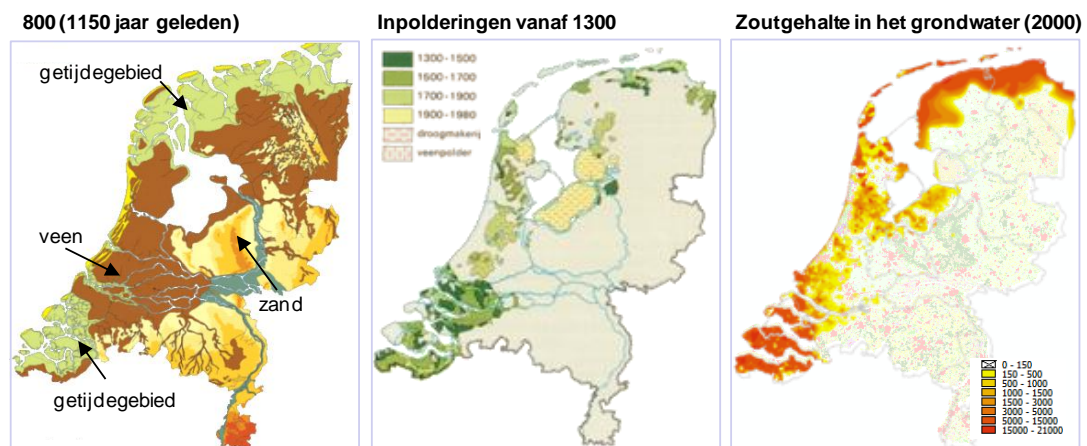 800 (1150 jaar geleden)
getijdegebied
veen
zand
getijdegebied
Inpolderingen vanaf 1300
1300-1500
1500-1700
1700-1900
1900-1980
droogmakerij
veenpolder
Zoutgehalte in het grondwater (2000)
0 - 150
150 - 500
500 - 1000
1000 - 1500
1500 - 3000
3000 - 5000
5000 - 15000
15000 - 21000